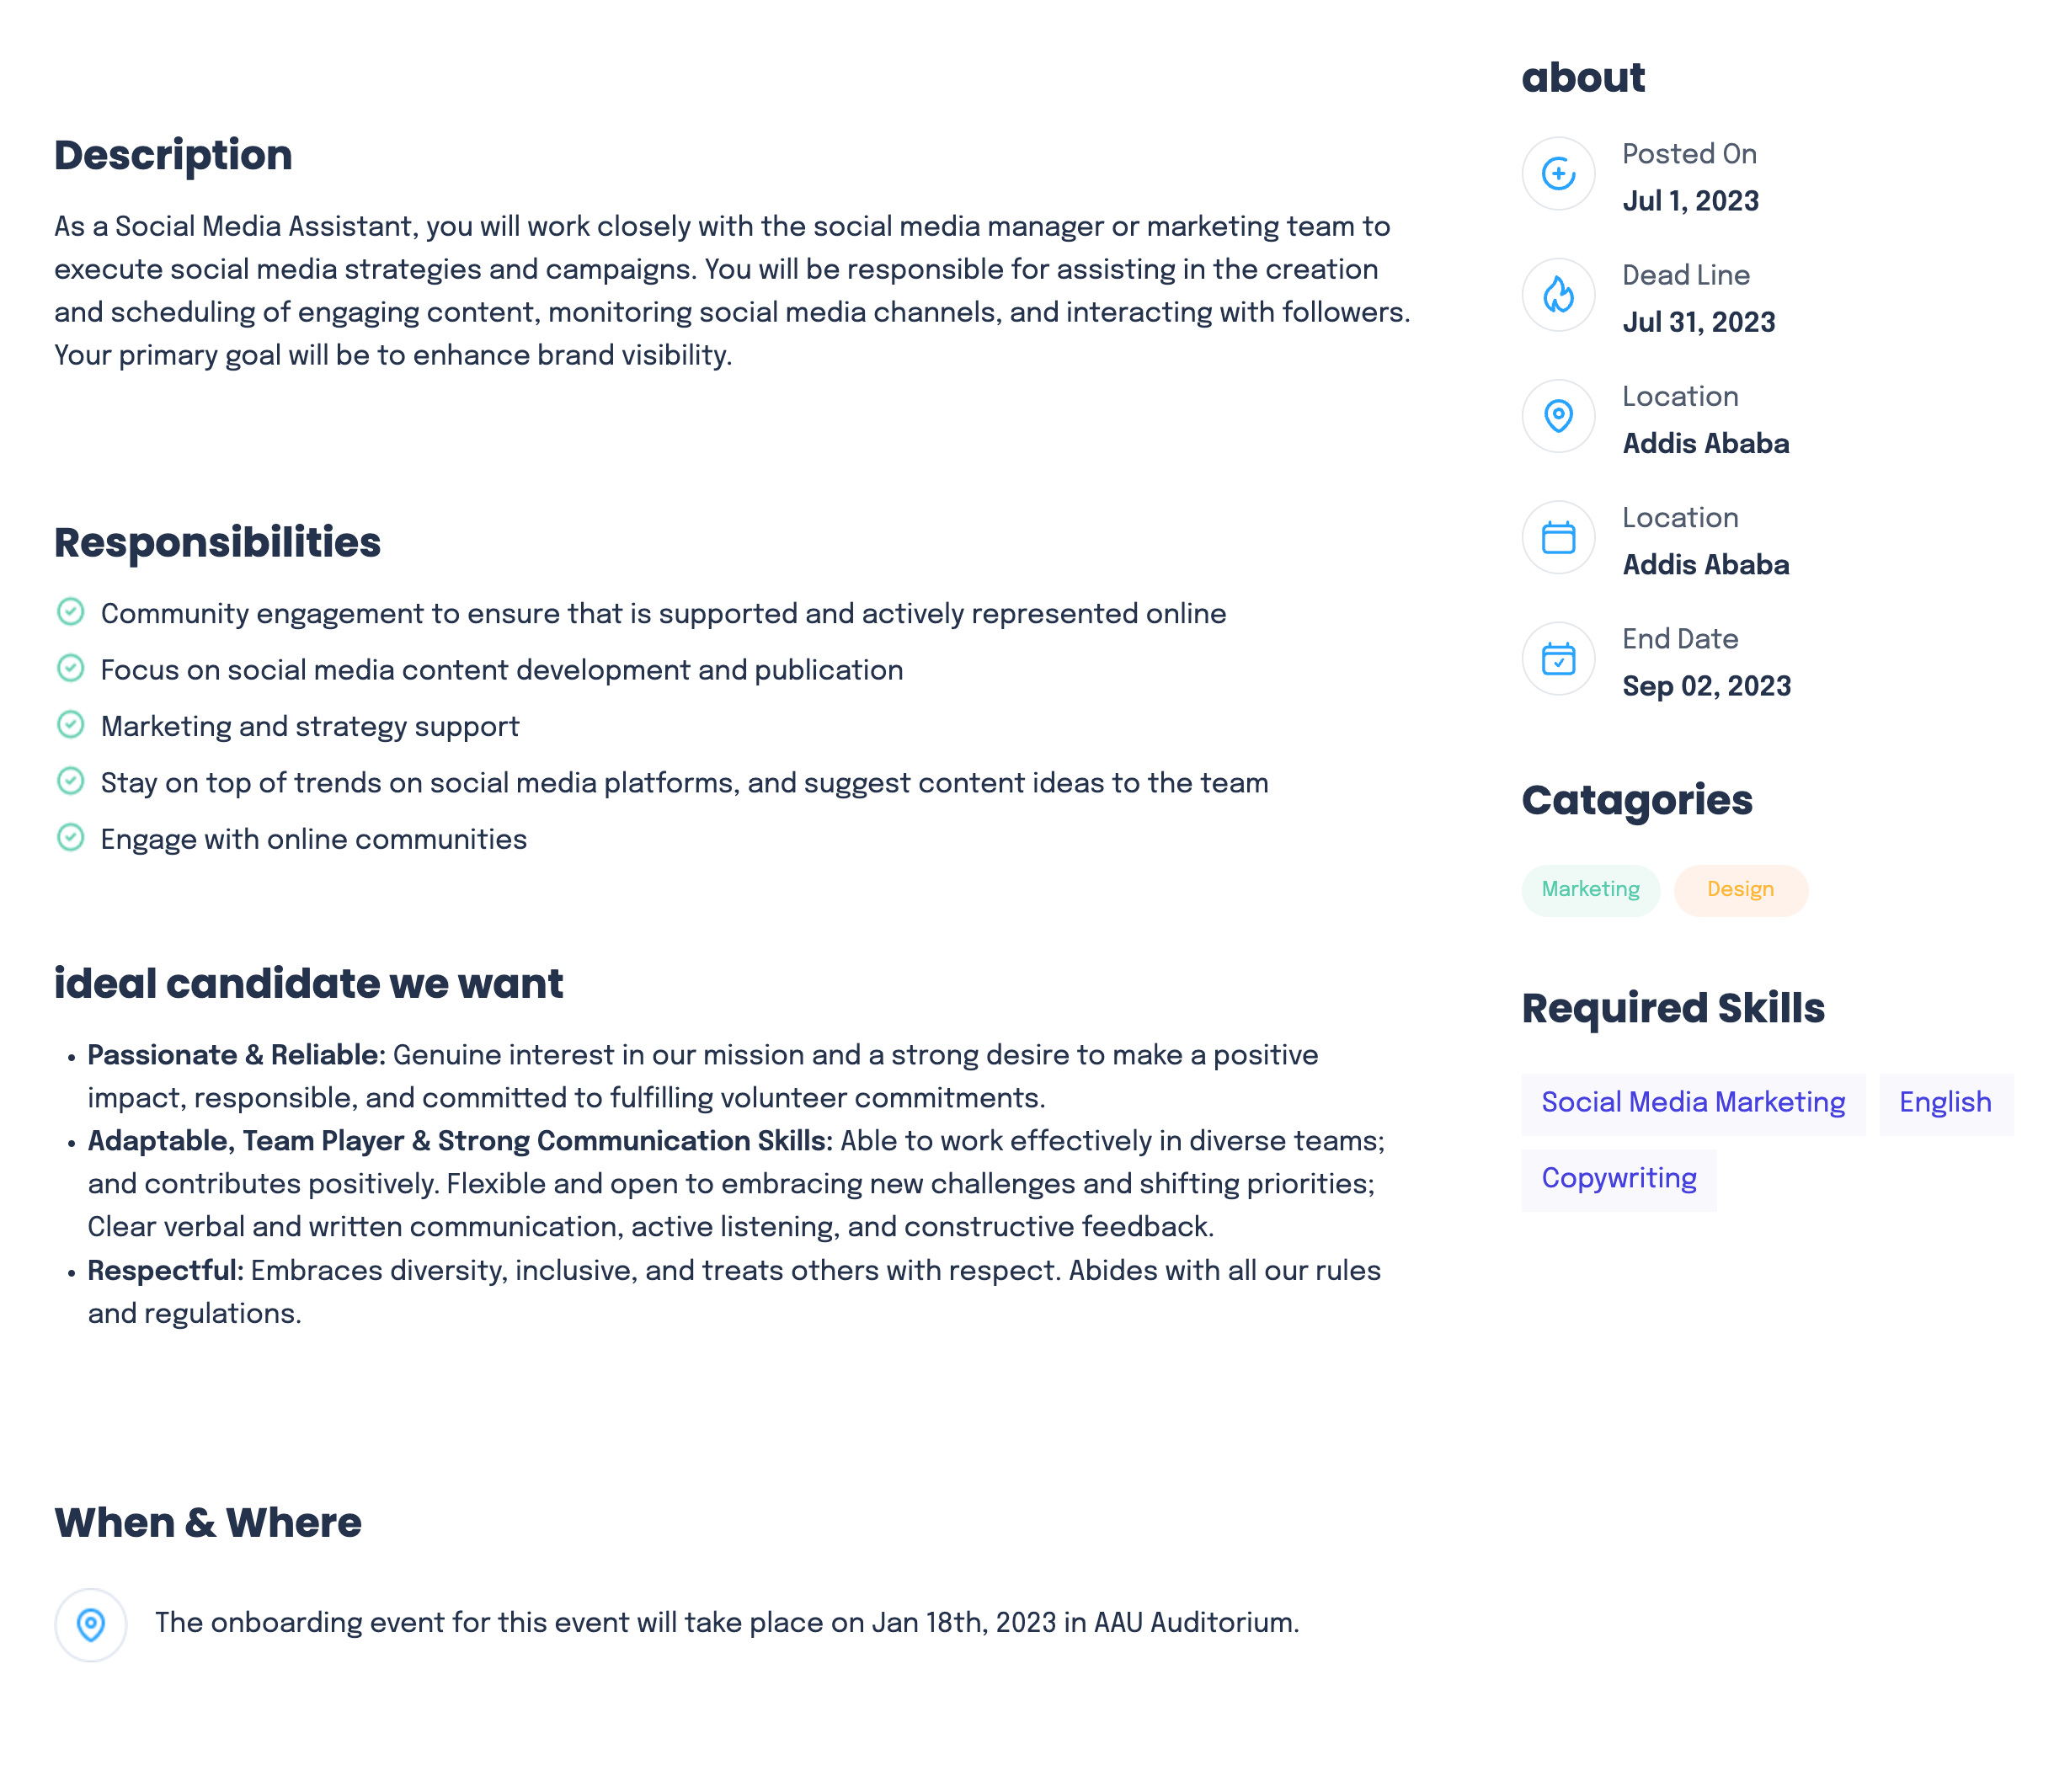 Description
As a Social Media Assistant, you will work closely with the social media manager or marketing team to
execute social media strategies and campaigns. You will be responsible for assisting in the creation
and scheduling of engaging content, monitoring social media channels, and interacting with followers.
Your primary goal will be to enhance brand visibility.
Responsibilities
Community engagement to ensure that is supported and actively represented online
Focus on social media content development and publication
Marketing and strategy support
Stay on top of trends on social media platforms, and suggest content ideas to the team
Engage with online communities
ideal candidate we want
• Passionate & Reliable: Genuine interest in our mission and a strong desire to make a positive
impact, responsible, and committed to fulfilling volunteer commitments.
• Adaptable, Team Player & Strong Communication Skills: Able to work effectively in diverse teams;
and contributes positively. Flexible and open to embracing new challenges and shifting priorities;
Clear verbal and written communication, active listening, and constructive feedback.
• Respectful: Embraces diversity, inclusive, and treats others with respect. Abides with all our rules
and regulations.
When & Where
The onboarding event for this event will take place on Jan 18th, 2023 in AAU Auditorium.
about
Posted On
Jul 1, 2023
Dead Line
Jul 31, 2023
Location
Addis Ababa
Location
Addis Ababa
End Date
Sep 02, 2023
Catagories
Marketing Design
Required Skills
Social Media Marketing English
Copywriting